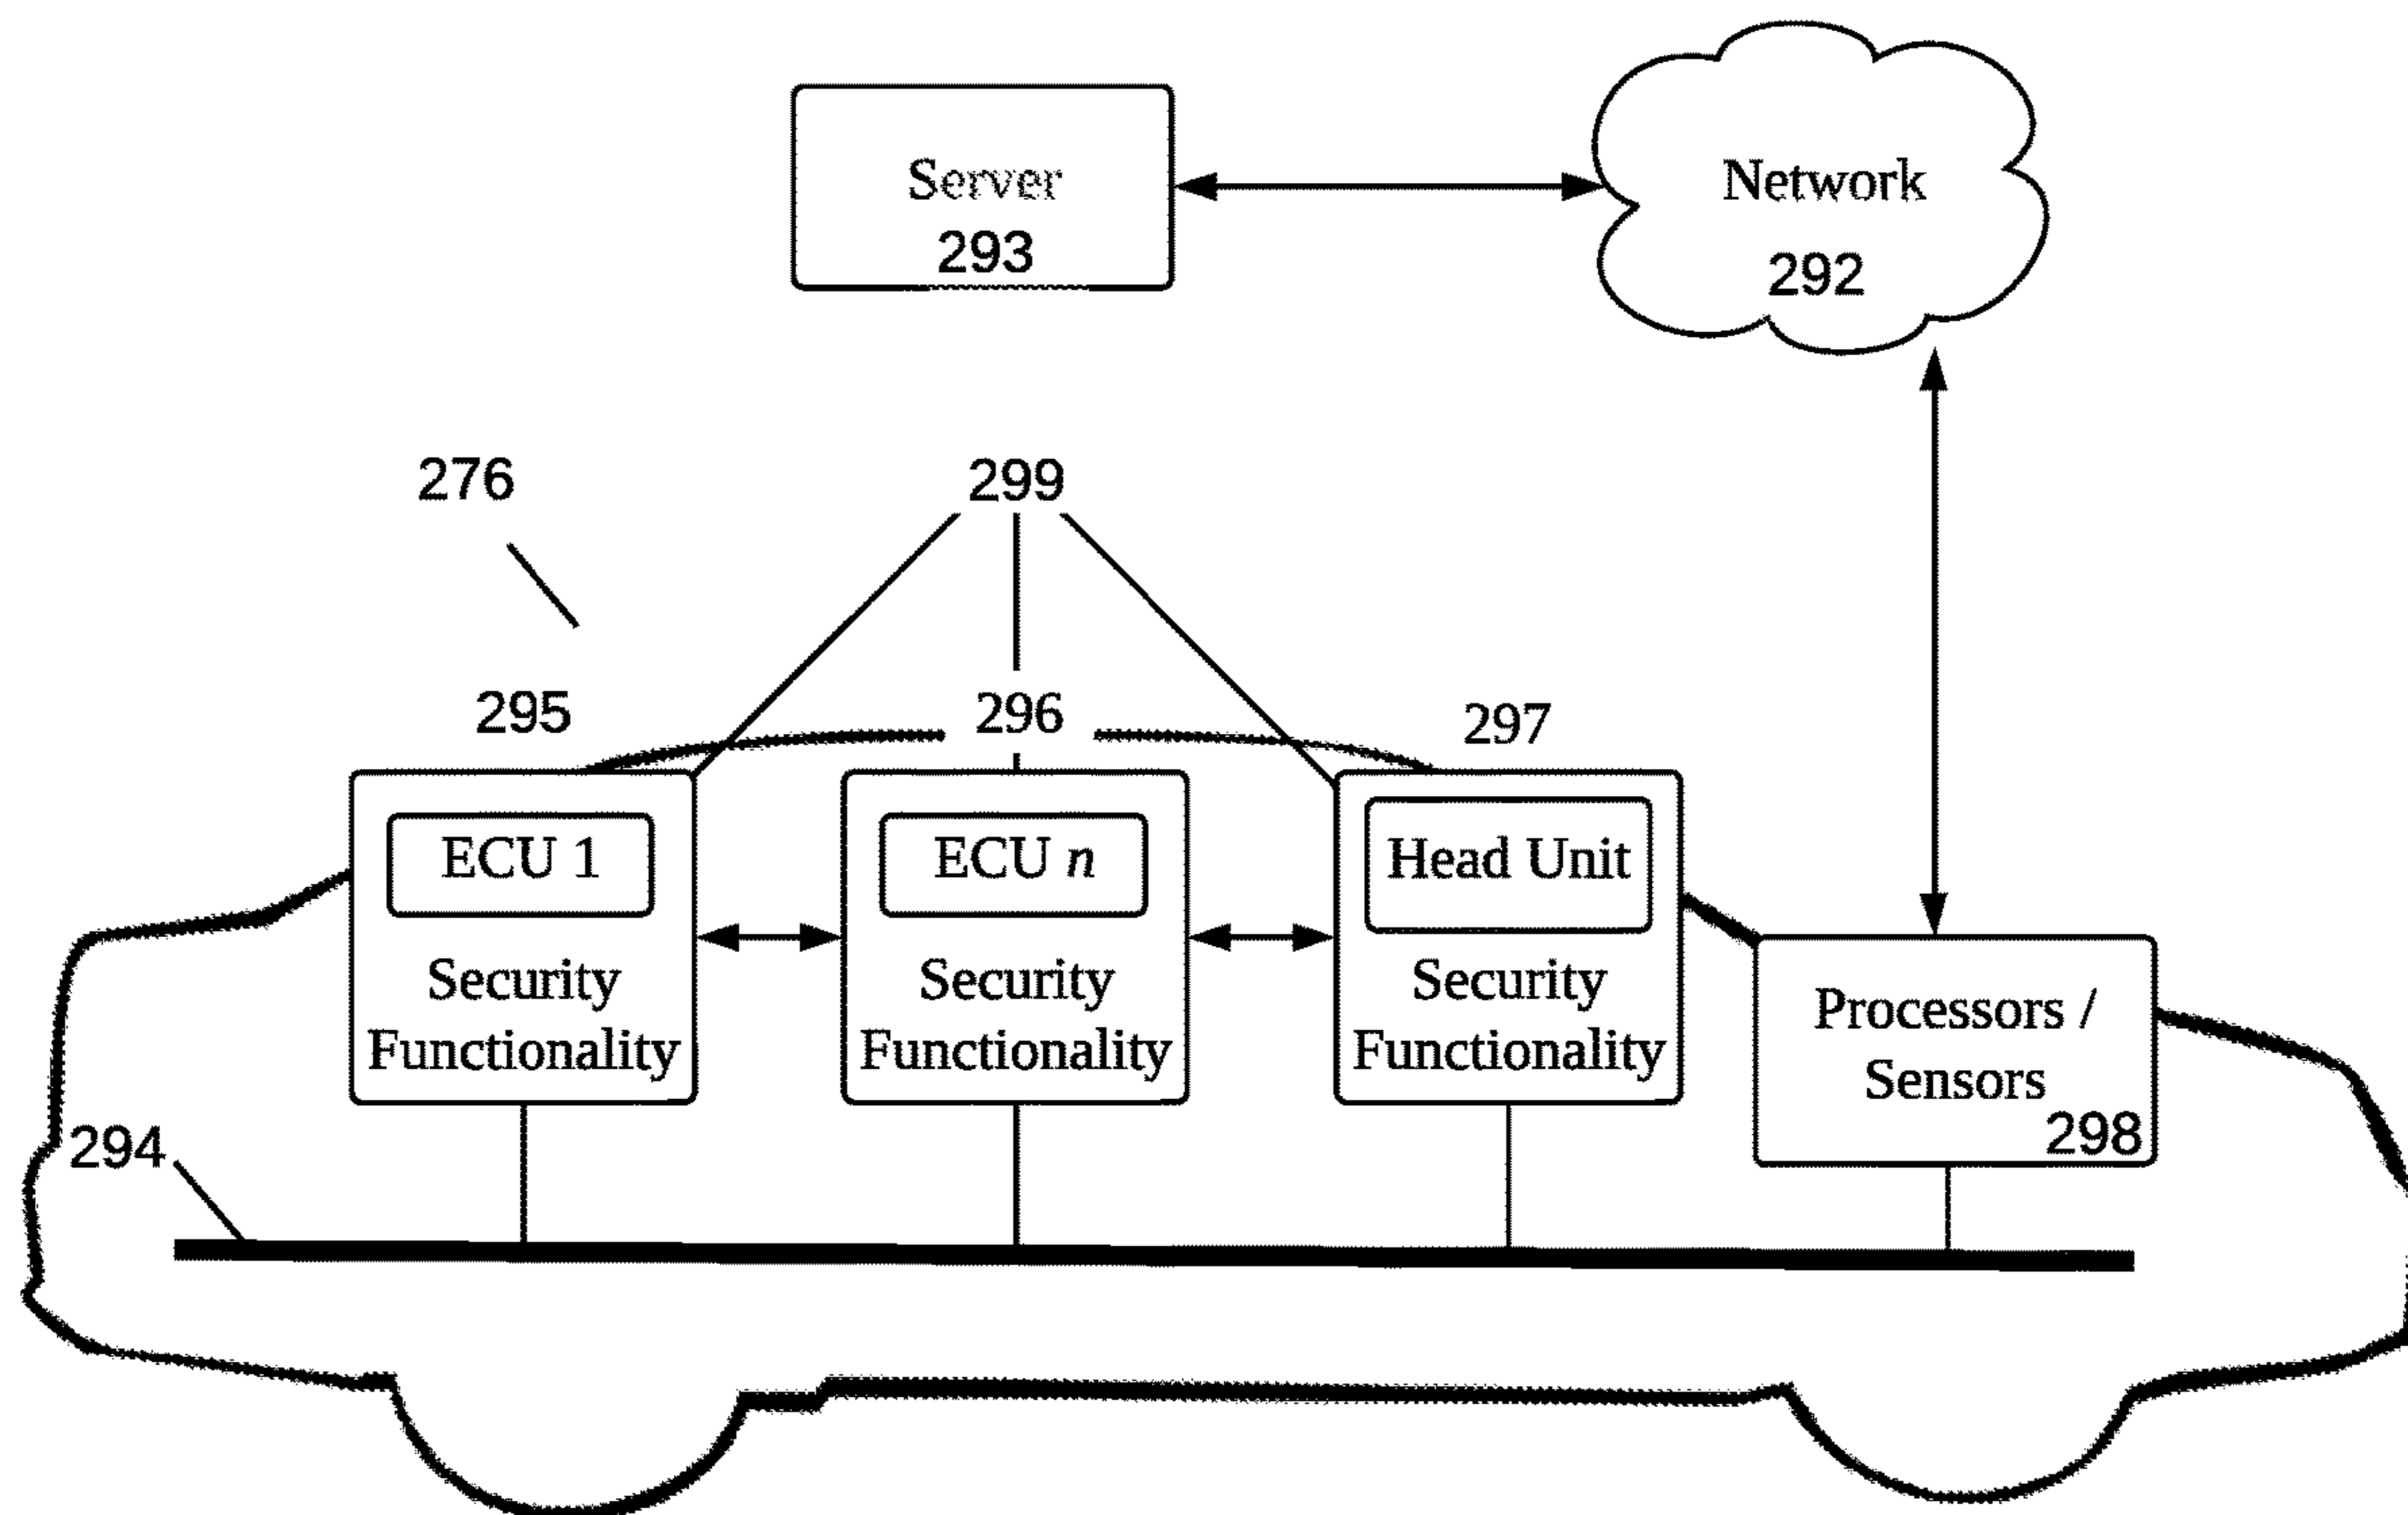 Server
293
Network
292
276
299
295
296
297
ECU 1
Security
Functionality
ECU n
Security
Functionality
Head Unit
Security
Functionality
Processors /
Sensors
298
294